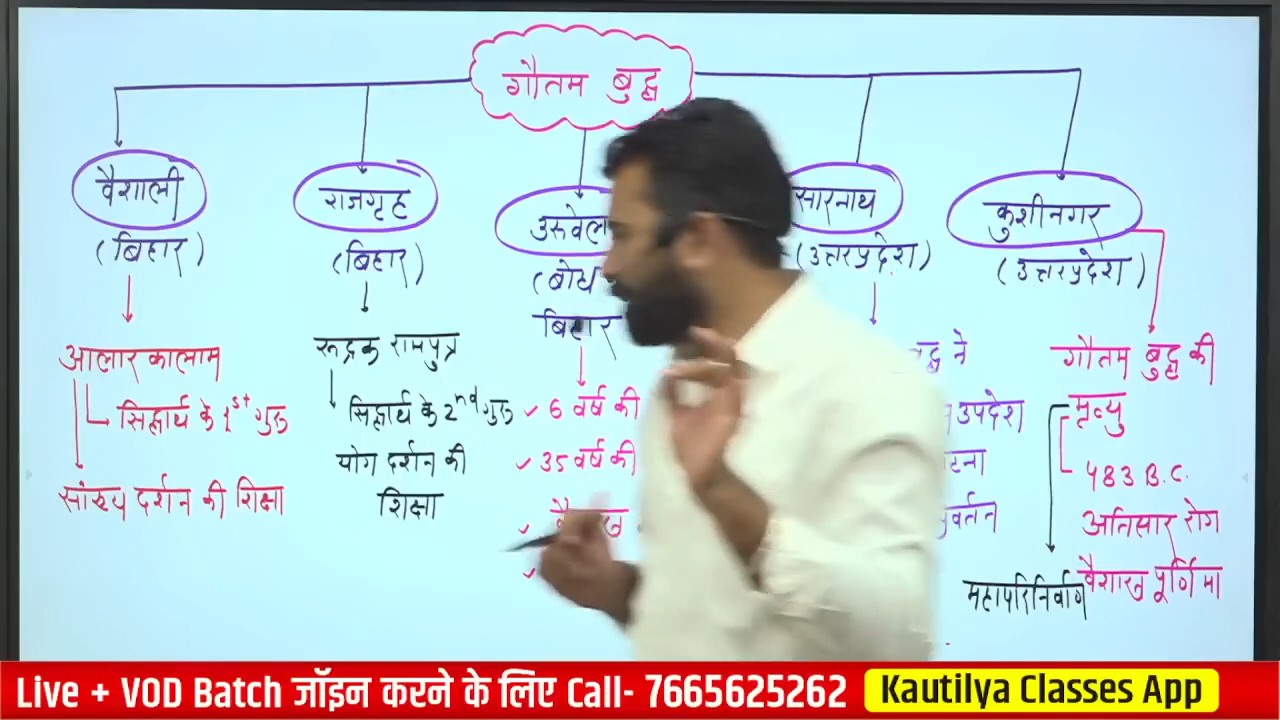 गौतम बुद्ध
वैशाली
(बिहार)
आलार कालाम
सिद्धार्थ के 1st गुरु
सांख्य दर्शन की शिक्षा
राजगृह
(बिहार)
रूद्रक रामपुत्र
सिद्धार्थ के 2nd गुरु
योग दर्शन की
शिक्षा
उरूवेल
(बोध
बिहार
6 वर्ष की
35 वर्ष की
सारनाथ
(उत्तरप्रदेश)
ने
उपदेश
कुशीनगर
(उत्तरप्रदेश)
गौतम बुद्ध की
मृत्यु
483 B.C.
अतिसार रोग
वैशाख पूर्णिमा
महापरिनिर्वाण
Live + VOD Batch जॉइन करने के लिए Call- 7665625262
Kautilya Classes App